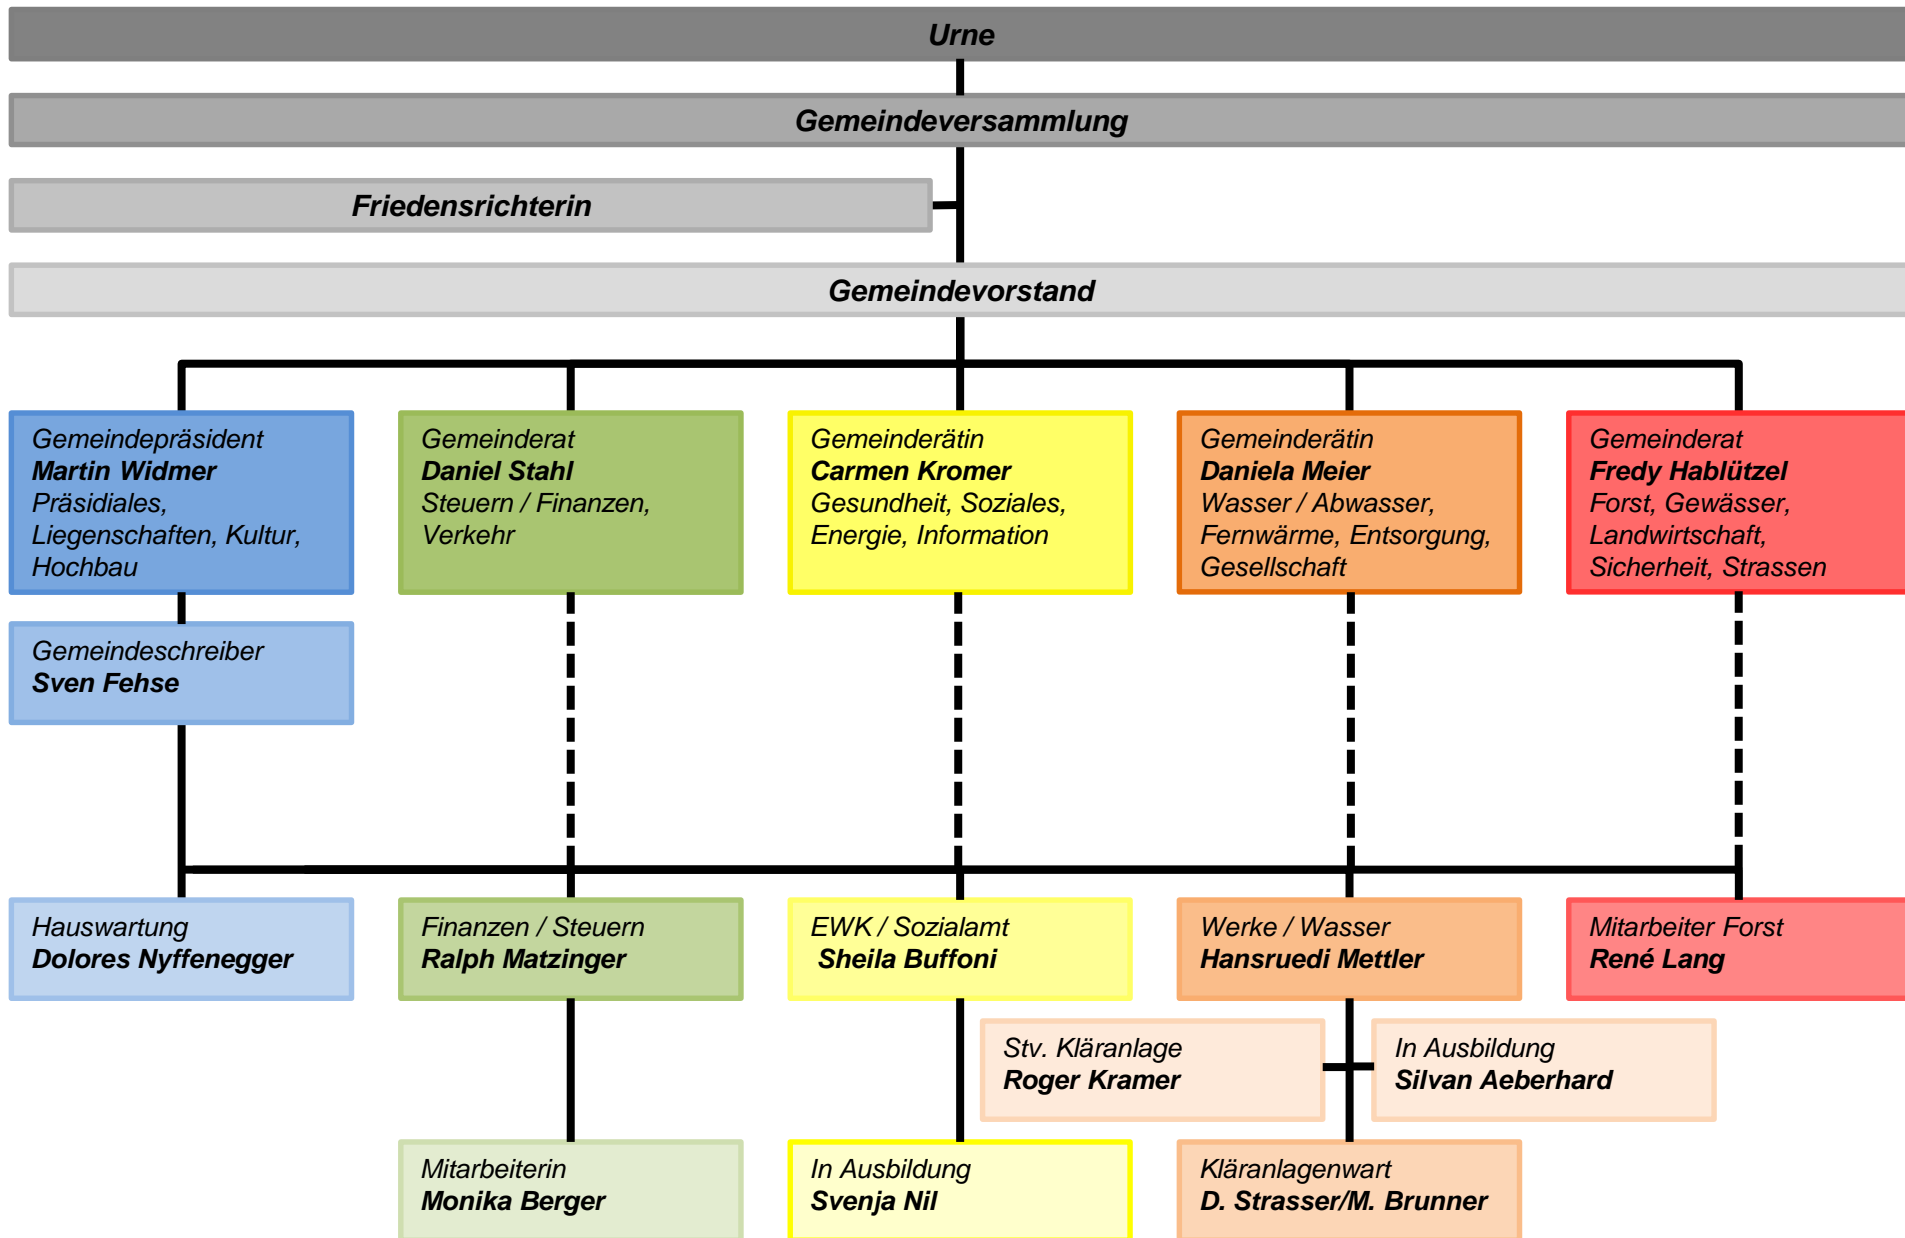 Urne
Gemeindeversammlung
Friedensrichterin
Gemeindevorstand
Gemeindepräsident
Martin Widmer
Präsidiales,
Liegenschaften, Kultur,
Hochbau
Gemeinderat
Daniel Stahl
Steuern / Finanzen,
Verkehr
Gemeinderätin
Carmen Kromer
Gesundheit, Soziales,
Energie, Information
Gemeinderätin
Daniela Meier
Wasser / Abwasser,
Fernwärme, Entsorgung,
Gesellschaft
Gemeinderat
Fredy Hablützel
Forst, Gewässer,
Landwirtschaft,
Sicherheit, Strassen
Gemeindeschreiber
Sven Fehse
Hauswartung
Dolores Nyffenegger
Finanzen / Steuern
Ralph Matzinger
EWK / Sozialamt
Sheila Buffoni
Werke / Wasser
Hansruedi Mettler
Mitarbeiter Forst
René Lang
Stv. Kläranlage
Roger Kramer
In Ausbildung
Silvan Aeberhard
Mitarbeiterin
Monika Berger
In Ausbildung
Svenja Nil
Kläranlagenwart
D. Strasser/M. Brunner